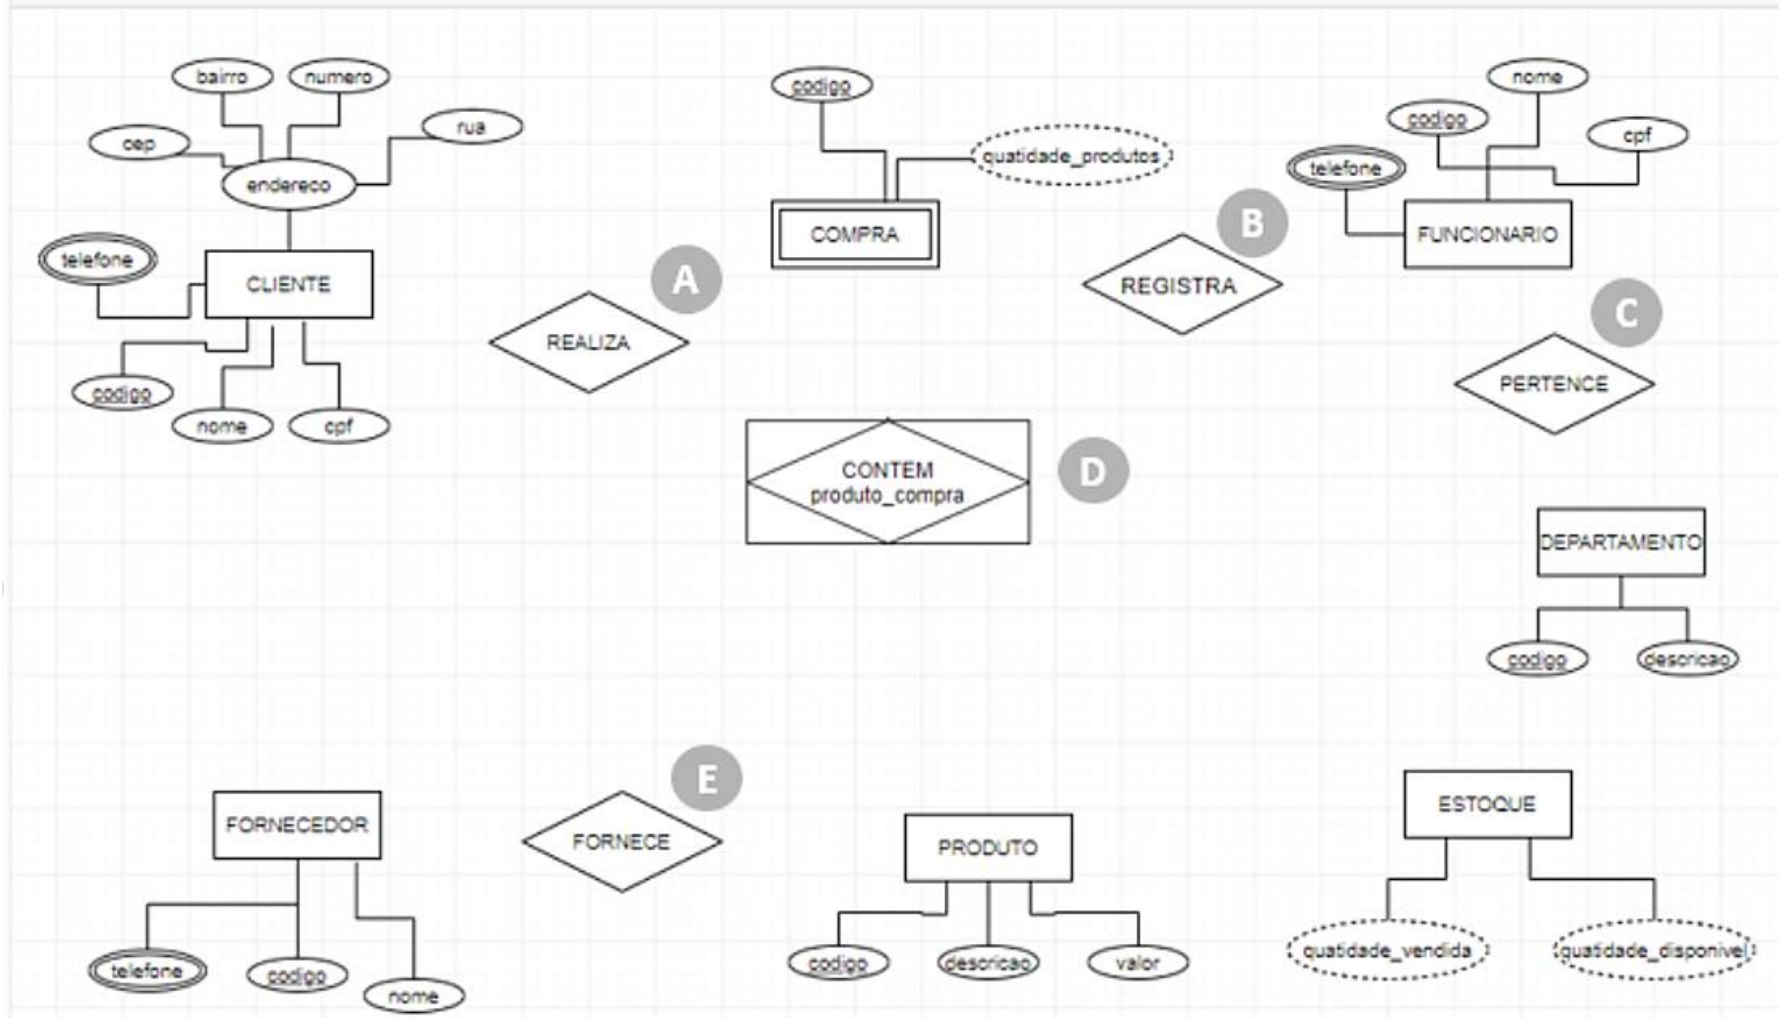 bairro
numero
cep
rua
endereco
telefone
CLIENTE
codigo
nome
cpf
A
REALIZA
codigo
quatidade_produtos
COMPRA
B
REGISTRA
nome
codigo
cpf
telefone
FUNCIONARIO
C
PERTENCE
CONTEM
produto_compra
D
DEPARTAMENTO
codigo
descricao
FORNECEDOR
telefone
codigo
nome
E
FORNECE
PRODUTO
codigo
descricao
valor
ESTOQUE
quatidade_vendida
quatidade_disponivel